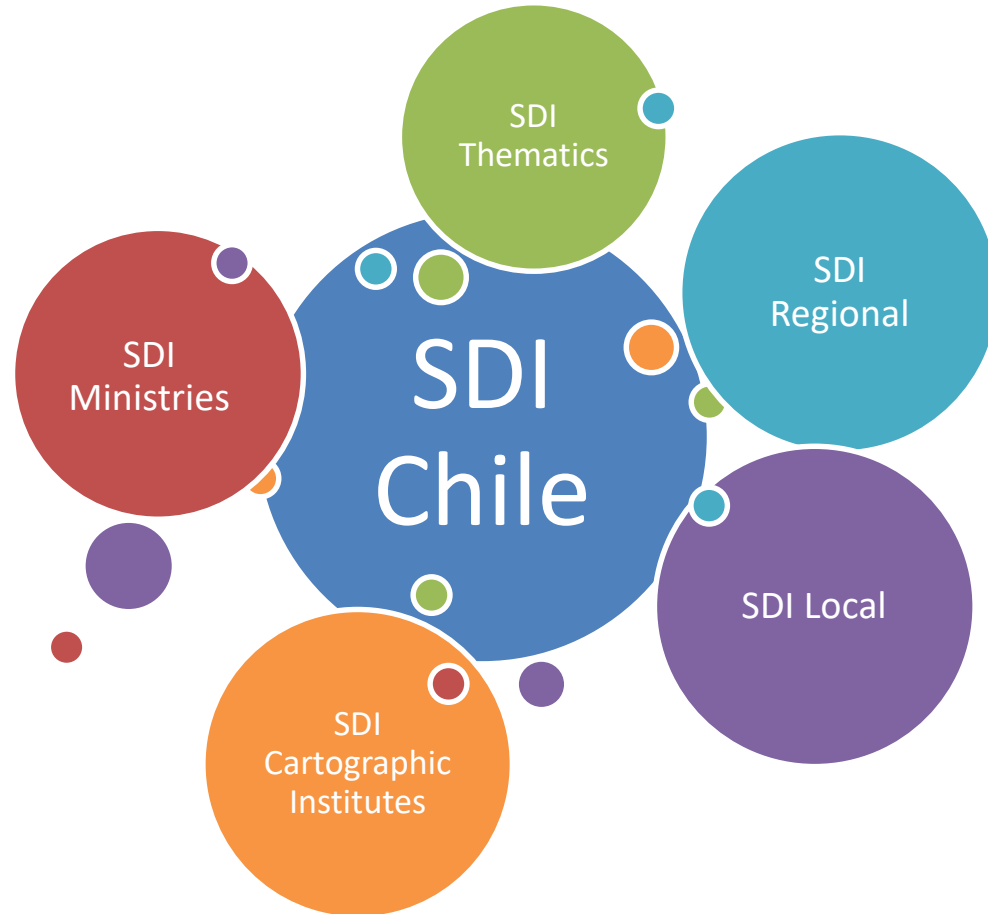 SDI
Thematics
SDI
Regional
SDI
Ministries
SDI
Chile
SDI Local
SDI
Cartographic
Institutes